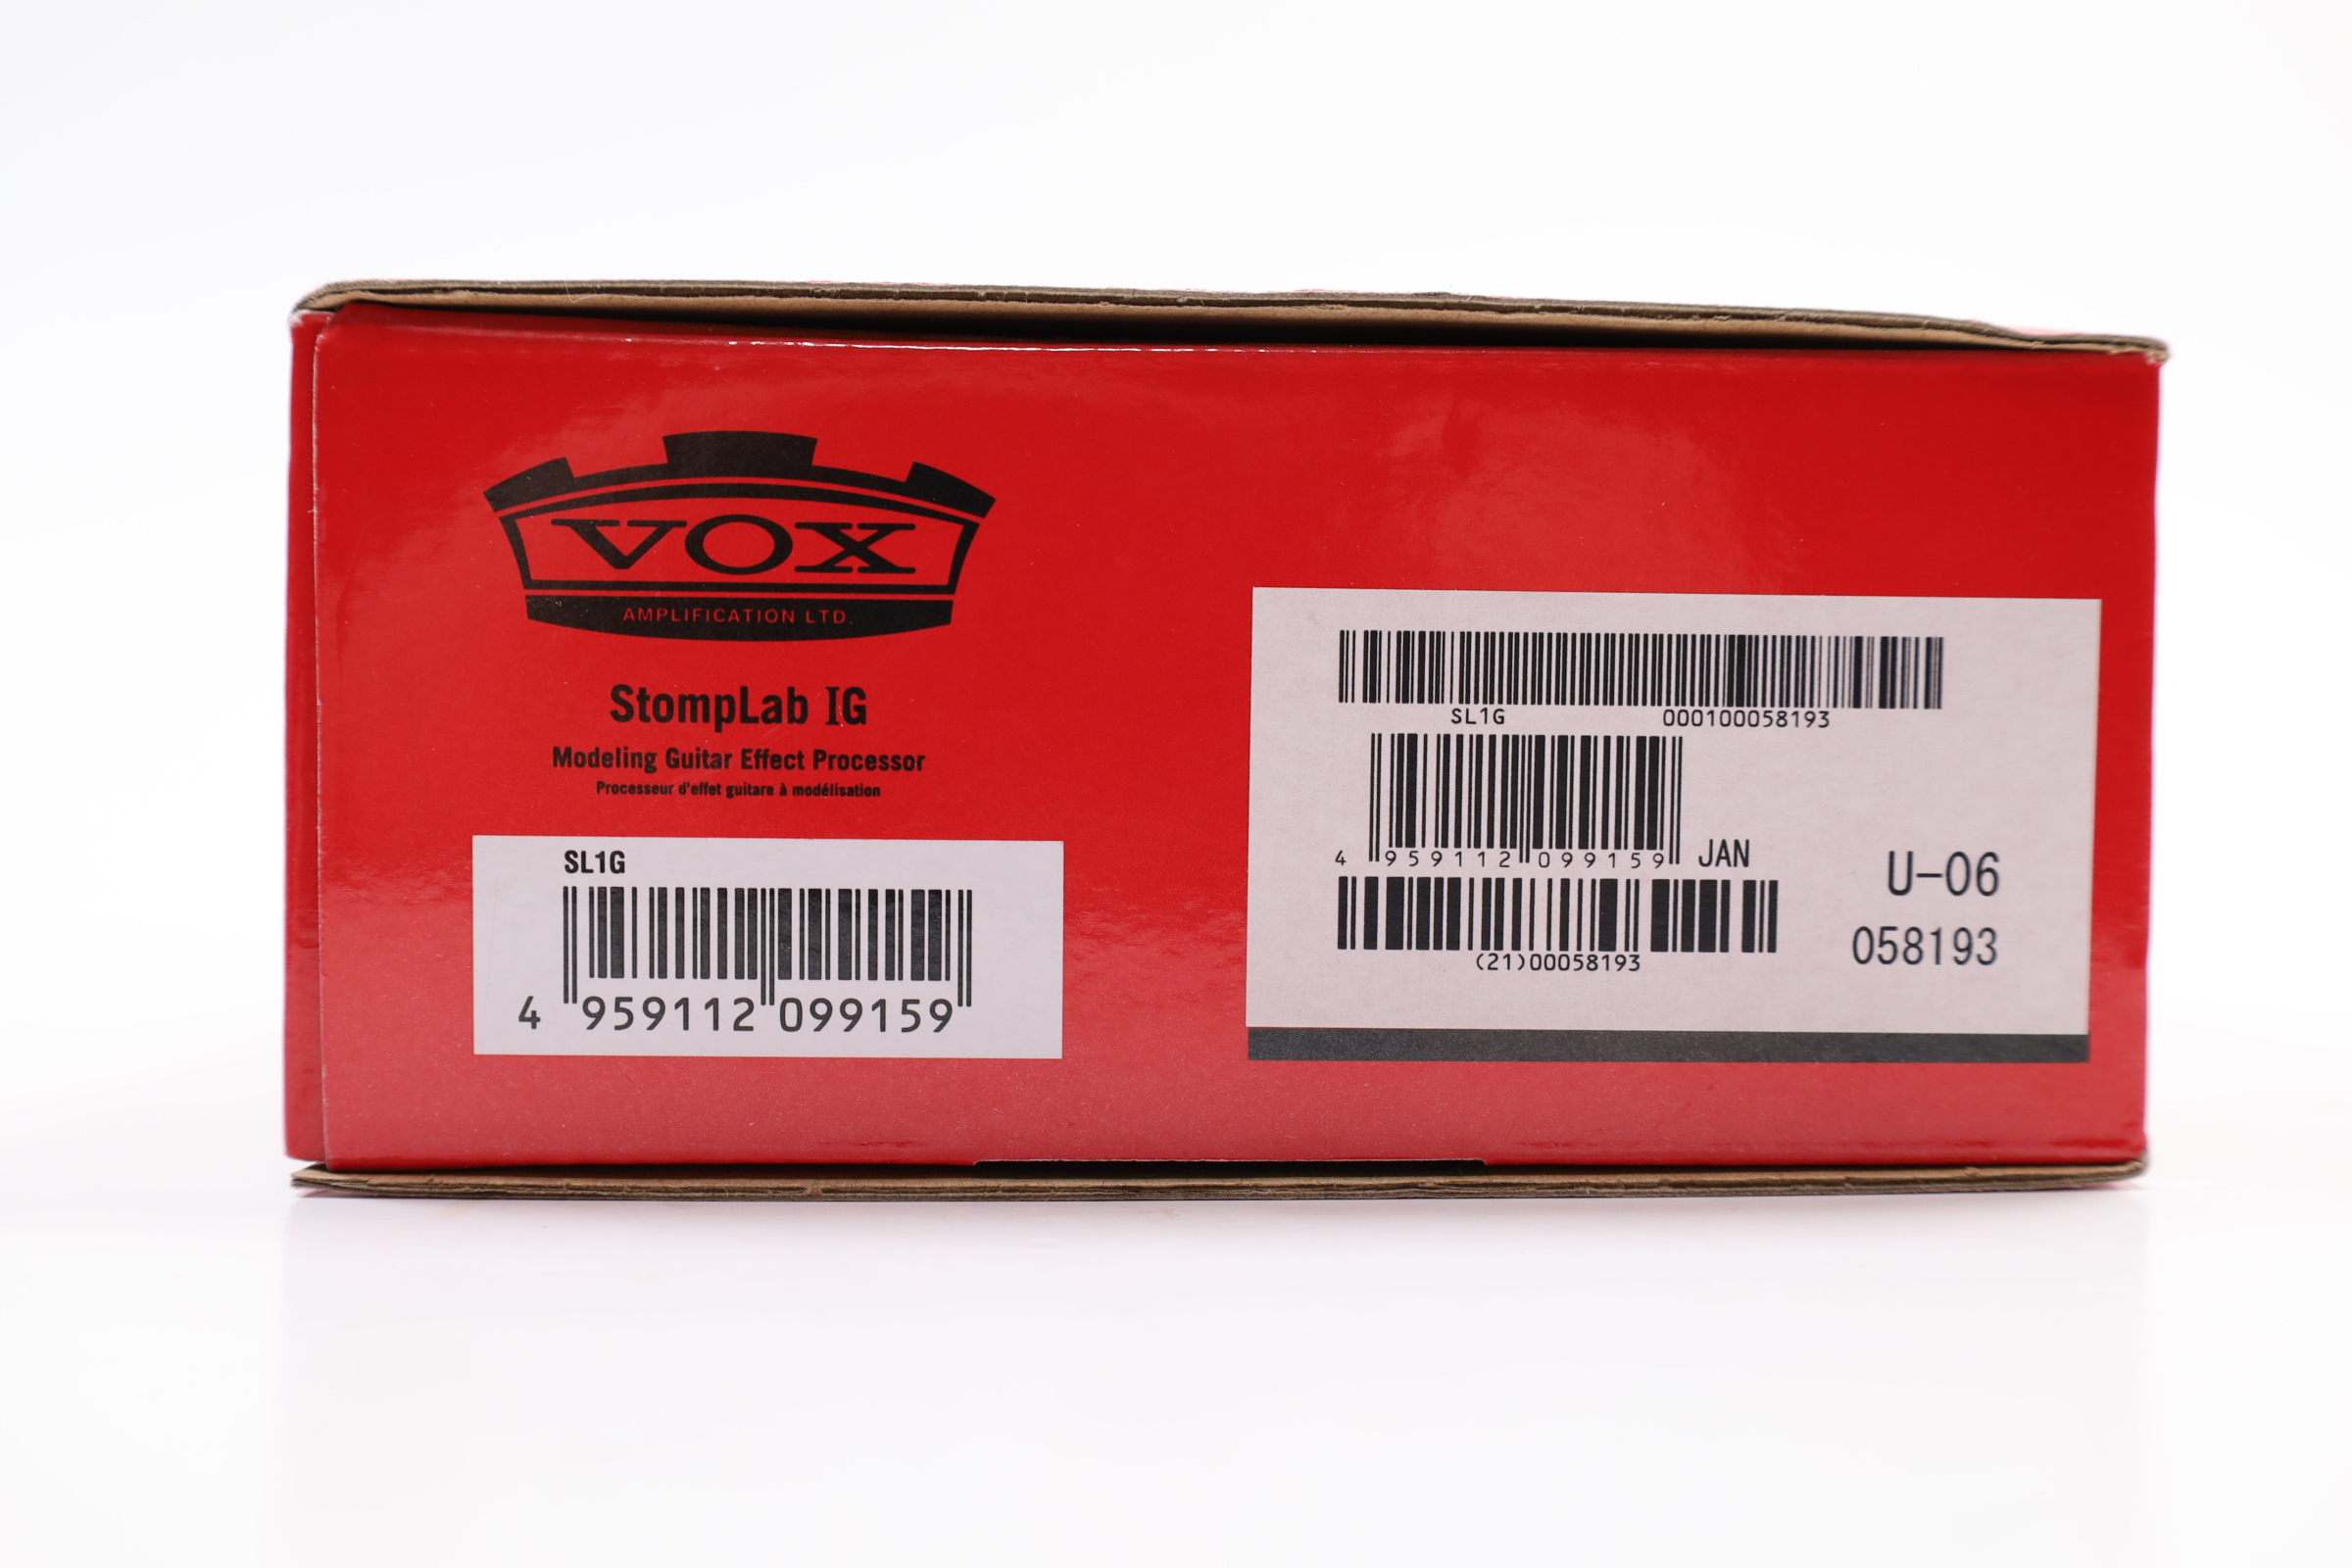 VOX
AMPLIFICATION LTD.
StompLab IG
Modeling Guitar Effect Processor
Processeur d'effet guitare à modélisation
SL1G
4 959112 099159
SL1G 000100058193
4 959112 099159 JAN
(21)00058193
U-06
058193